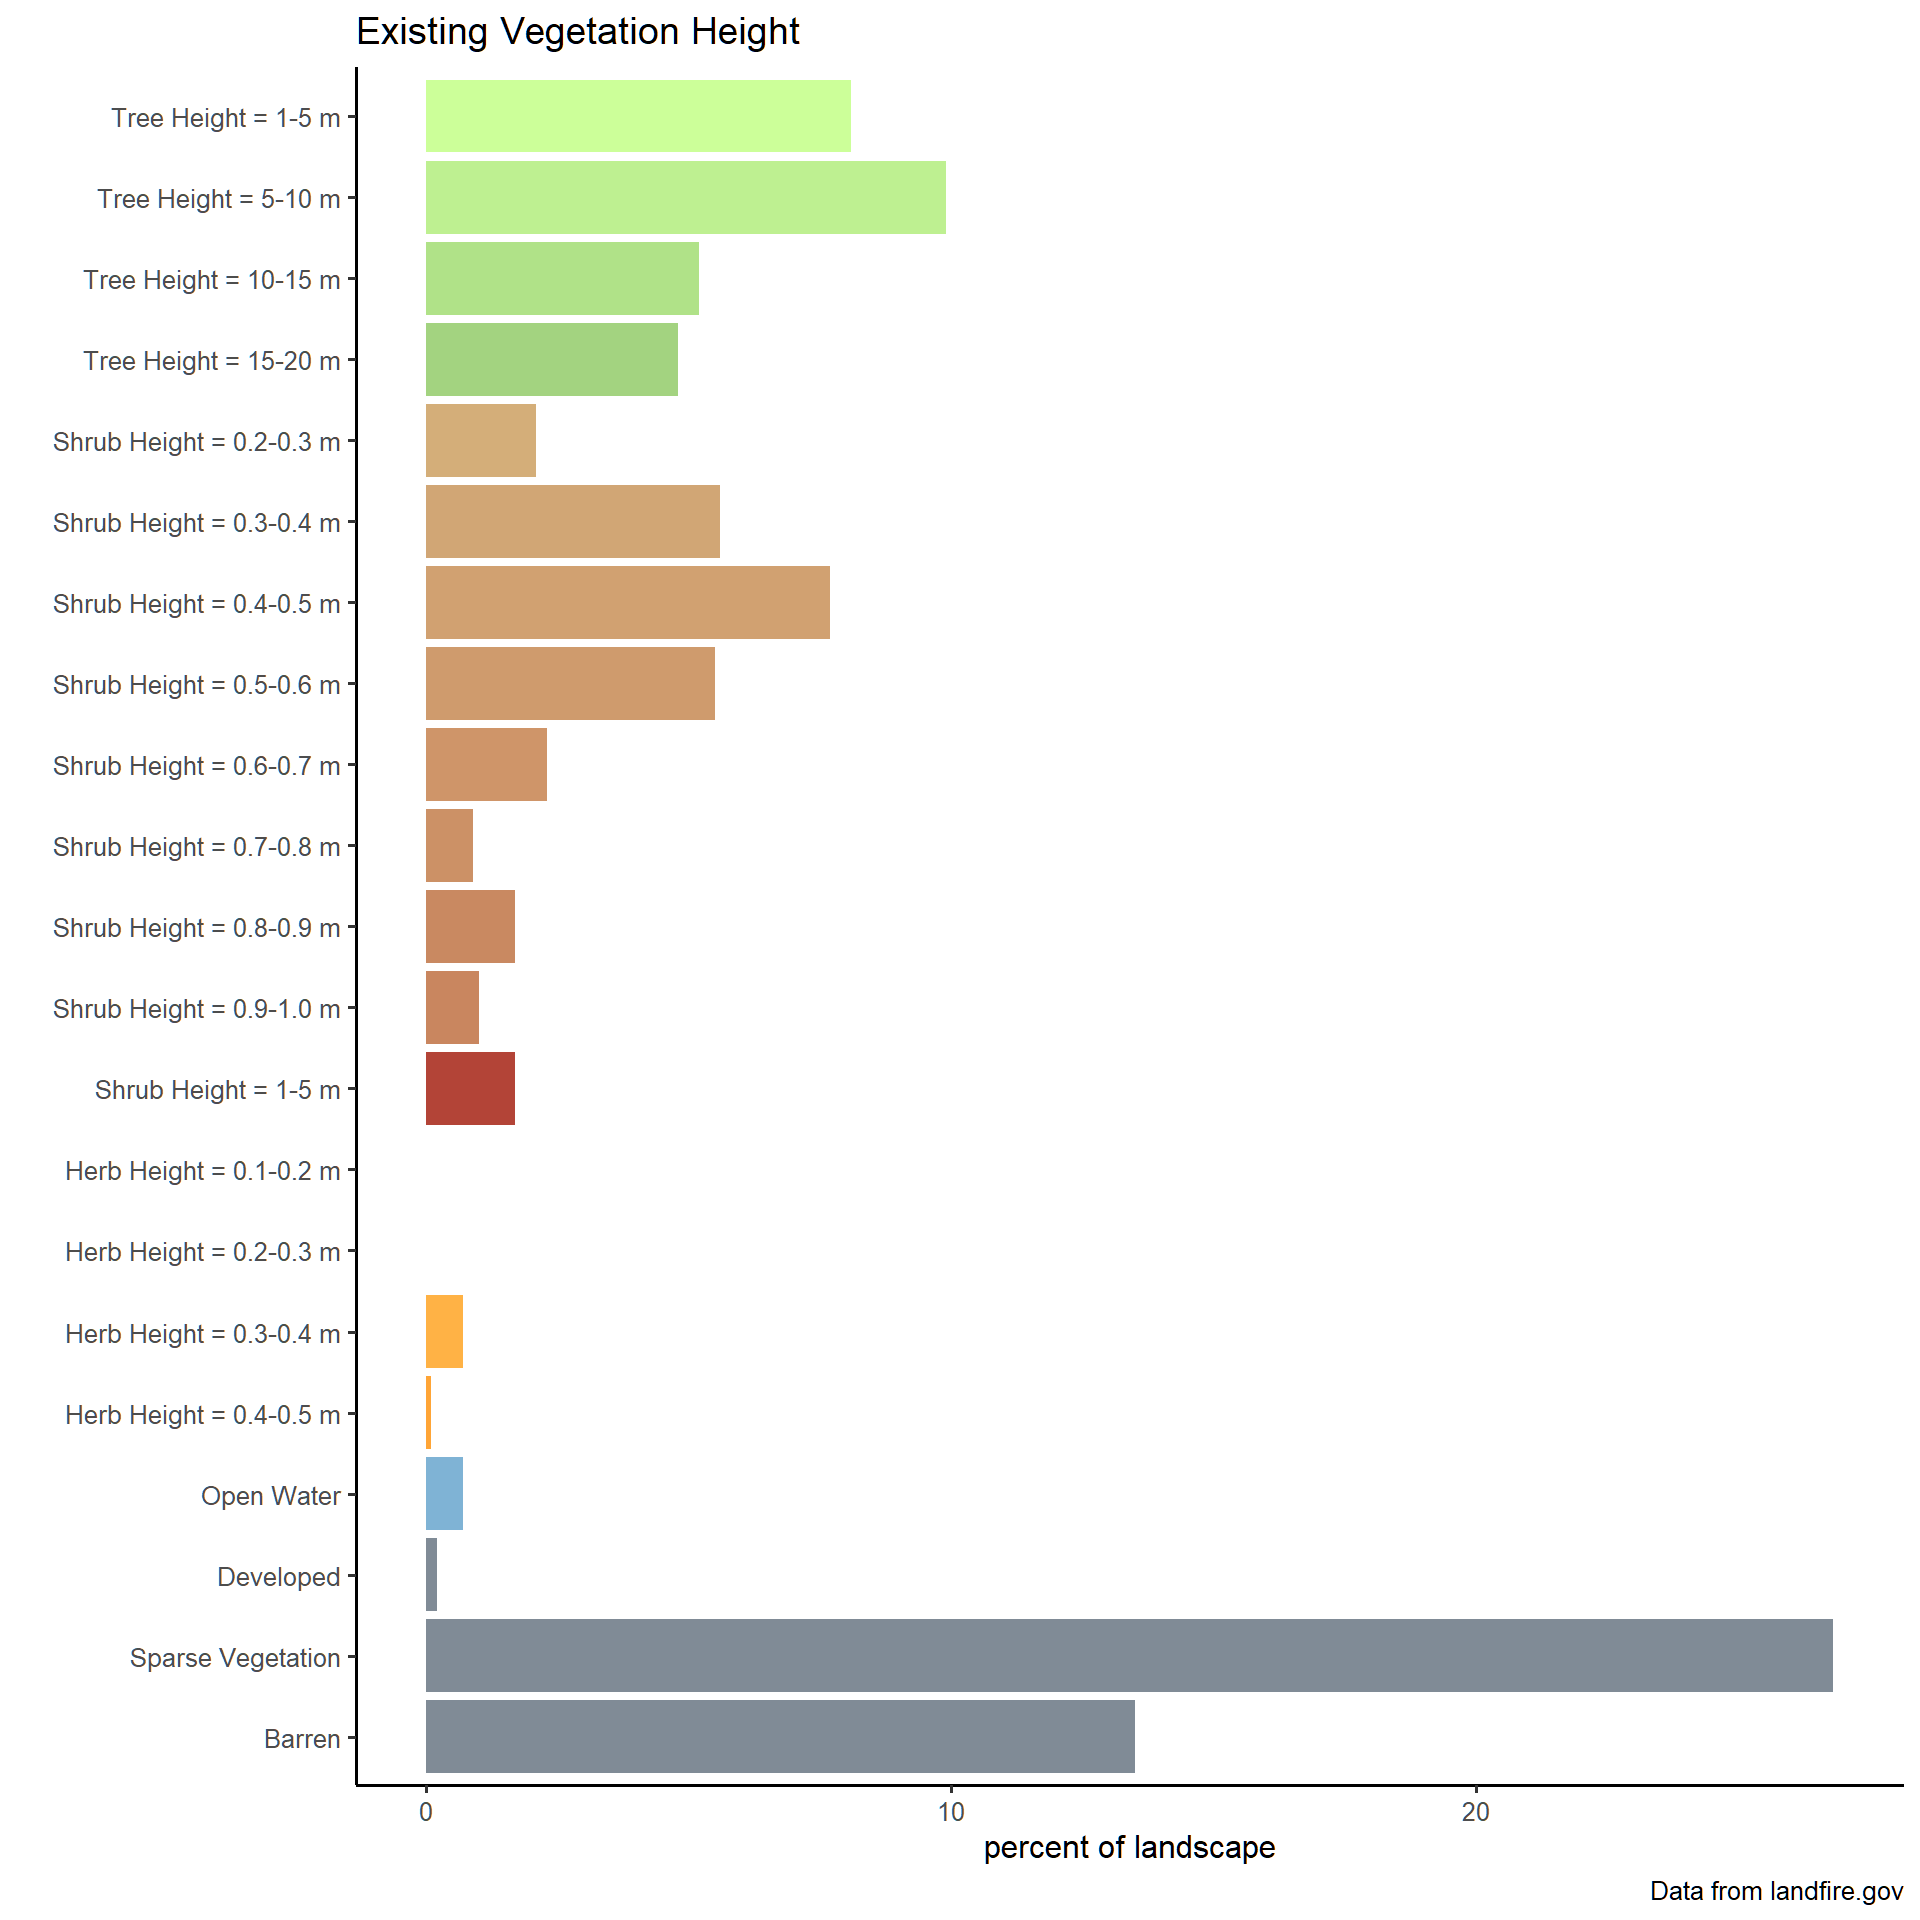 Existing Vegetation Height
Tree Height = 1-5 m
Tree Height = 5-10 m
Tree Height = 10-15 m
Tree Height = 15-20 m
Shrub Height = 0.2-0.3 m
Shrub Height = 0.3-0.4 m
Shrub Height = 0.4-0.5 m
Shrub Height = 0.5-0.6 m
Shrub Height = 0.6-0.7 m
Shrub Height = 0.7-0.8 m
Shrub Height = 0.8-0.9 m
Shrub Height = 0.9-1.0 m
Shrub Height = 1-5 m
Herb Height = 0.1-0.2 m
Herb Height = 0.2-0.3 m
Herb Height = 0.3-0.4 m
Herb Height = 0.4-0.5 m
Open Water
Developed
Sparse Vegetation
Barren
0 10 20
percent of landscape
Data from landfire.gov